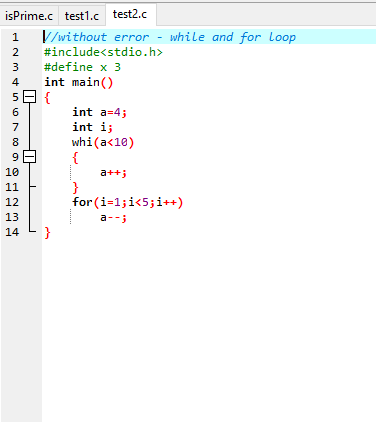 isPrime.c test1.c test2.c
1 //without error - while and for loop
2 #include<stdio.h>
3 #define x 3
4 int main()
5 {
6 int a=4;
7 int i;
8 whi(a<10)
9 {
10 a++;
11 }
12 for(i=1;i<5;i++)
13 a--;
14 }